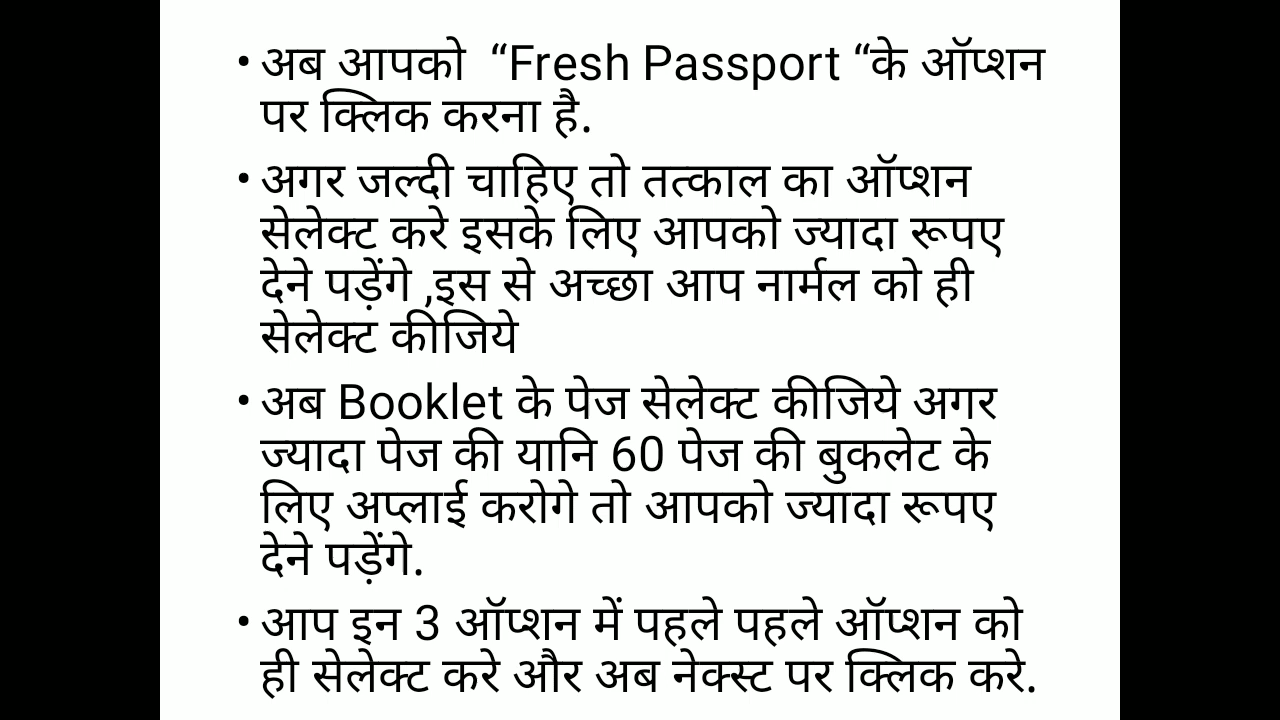 • अब आपको “Fresh Passport “के ऑप्शन
पर क्लिक करना है.
• अगर जल्दी चाहिए तो तत्काल का ऑप्शन
सेलेक्ट करे इसके लिए आपको ज्यादा रूपए
देने पड़ेंगे ,इस से अच्छा आप नार्मल को ही
सेलेक्ट कीजिये
• अब Booklet के पेज सेलेक्ट कीजिये अगर
ज्यादा पेज की यानि 60 पेज की बुकलेट के
लिए अप्लाई करोगे तो आपको ज्यादा रूपए
देने पड़ेंगे.
• आप इन 3 ऑप्शन में पहले पहले ऑप्शन को
ही सेलेक्ट करे और अब नेक्स्ट पर क्लिक करे.